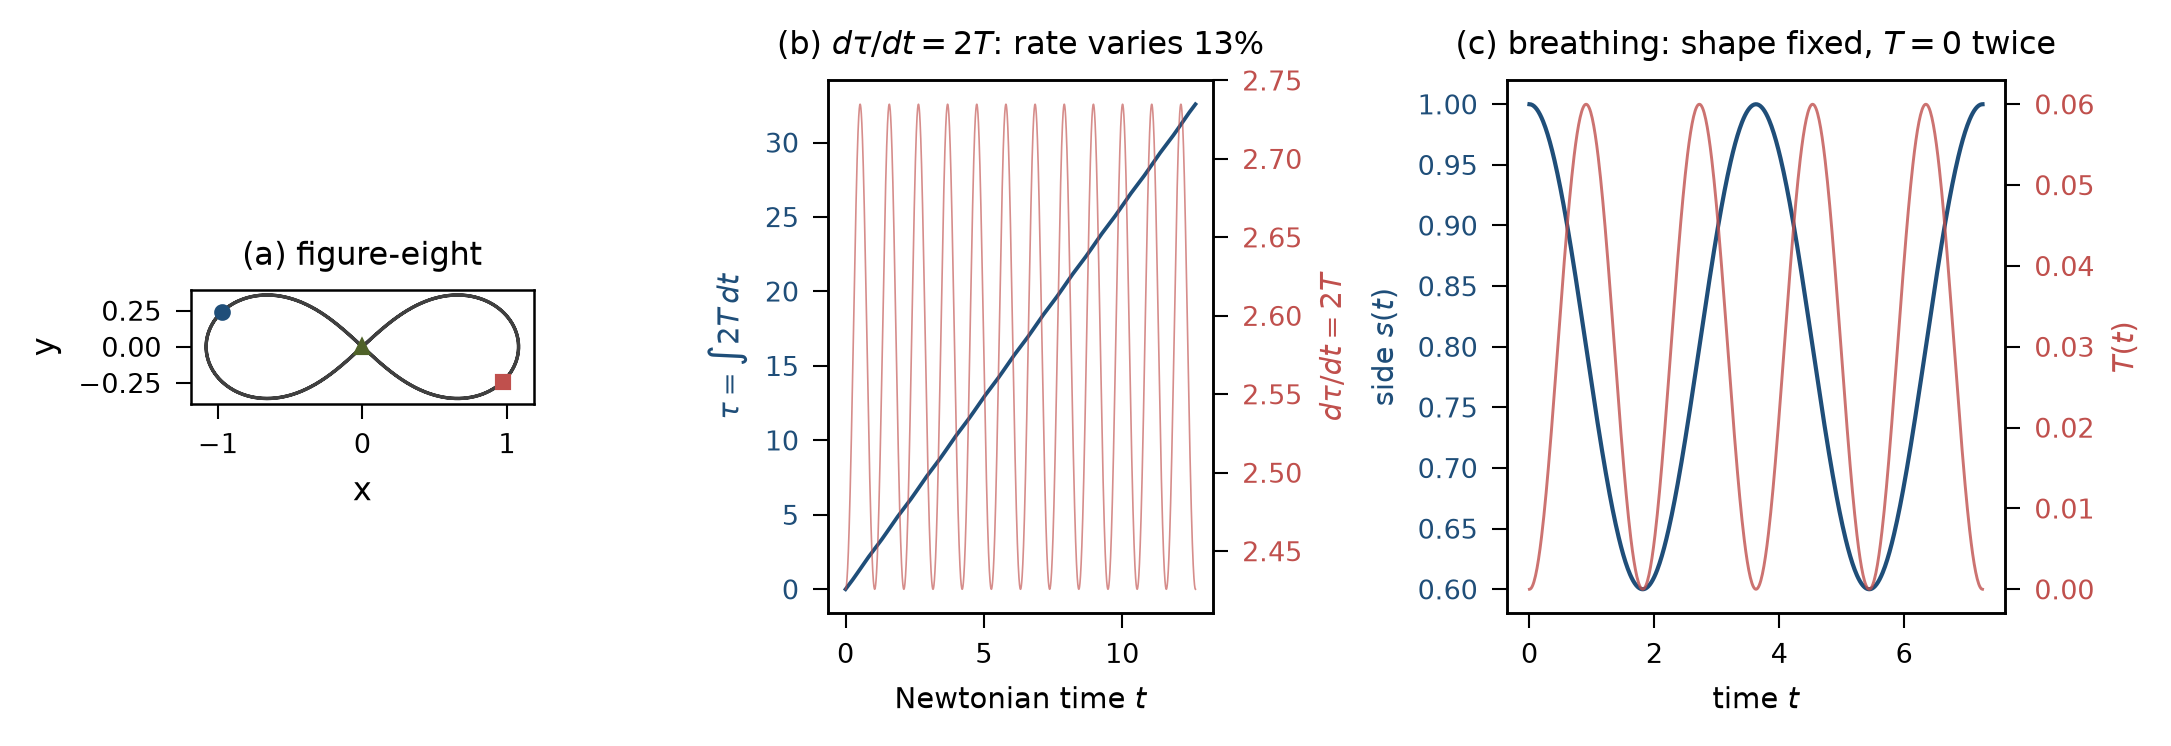 (a) figure-eight
y
0.25
0.00
−0.25
−1 0 1
x
(b) dτ/dt = 2T: rate varies 13%
τ = ∫ 2T dt
30
25
20
15
10
5
0
0 5 10
Newtonian time t
2.75
2.70
2.65
2.60
2.55
2.50
2.45
dτ/dt = 2T
(c) breathing: shape fixed, T = 0 twice
side s(t)
1.00
0.95
0.90
0.85
0.80
0.75
0.70
0.65
0.60
0 2 4 6
time t
0.06
0.05
0.04
0.03
0.02
0.01
0.00
T(t)